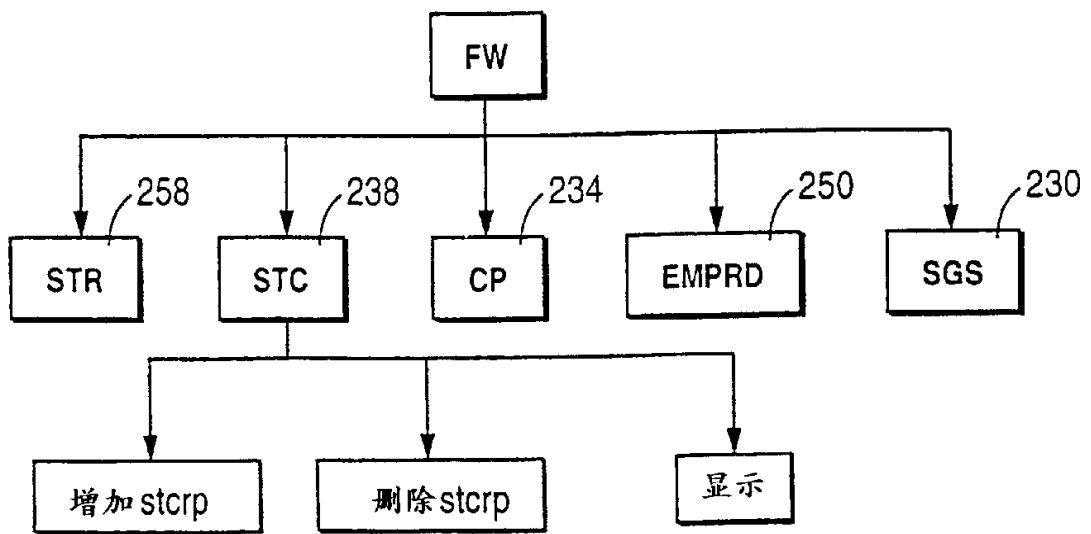 FW
258
238
234
250
230
STR
STC
CP
EMPRD
SGS
增加stcrp
删除stcrp
显示